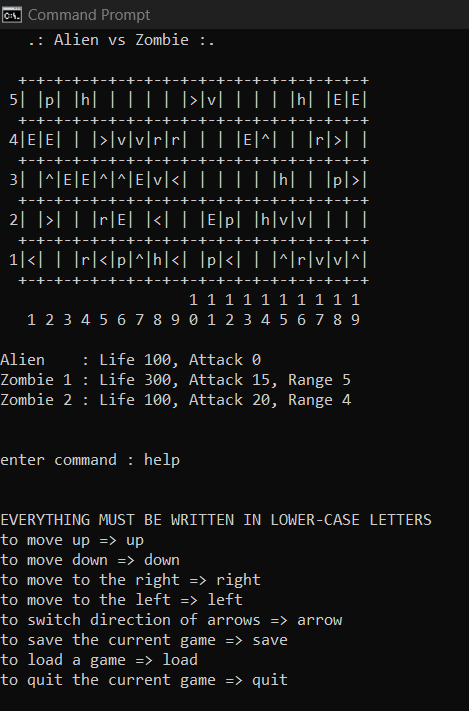 Command Prompt
.: Alien vs Zombie :.
+-+-+-+-+-+-+-+-+-+-+-+-+-+-+-+-+-+-+-+
5| |p| |h| | | | | |>|v| | | | |h| |E|E|
+-+-+-+-+-+-+-+-+-+-+-+-+-+-+-+-+-+-+-+
4|E|E| | |>|v|v|r|r| | | |E|^| | |r|>| |
+-+-+-+-+-+-+-+-+-+-+-+-+-+-+-+-+-+-+-+
3| |^|E|E|^|^|E|v|<| | | | | |h| | |p|>|
+-+-+-+-+-+-+-+-+-+-+-+-+-+-+-+-+-+-+-+
2| |>| | |r|E| |<| | |E|p| |h|v|v| | | |
+-+-+-+-+-+-+-+-+-+-+-+-+-+-+-+-+-+-+-+
1|<| | |r|<|p|^|h|<| |p|<| | |^|r|v|v|^|
+-+-+-+-+-+-+-+-+-+-+-+-+-+-+-+-+-+-+-+
1 1 1 1 1 1 1 1 1 1
1 2 3 4 5 6 7 8 9 0 1 2 3 4 5 6 7 8 9
Alien    : Life 100, Attack 0
Zombie 1 : Life 300, Attack 15, Range 5
Zombie 2 : Life 100, Attack 20, Range 4
enter command : help
EVERYTHING MUST BE WRITTEN IN LOWER-CASE LETTERS
to move up => up
to move down => down
to move to the right => right
to move to the left => left
to switch direction of arrows => arrow
to save the current game => save
to load a game => load
to quit the current game => quit